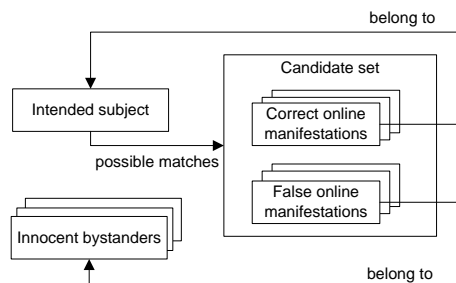 belong to
Candidate set
Intended subject
Correct online
manifestations
possible matches
False online
manifestations
Innocent bystanders
belong to